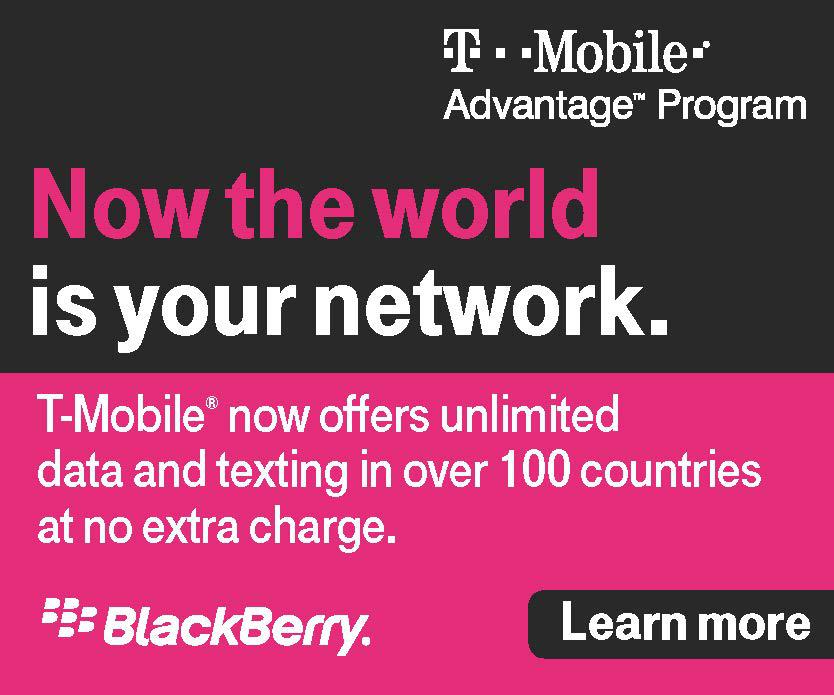 T··Mobile·
Advantage™ Program
Now the world
is your network.
T-Mobile® now offers unlimited
data and texting in over 100 countries
at no extra charge.
BlackBerry.
Learn more